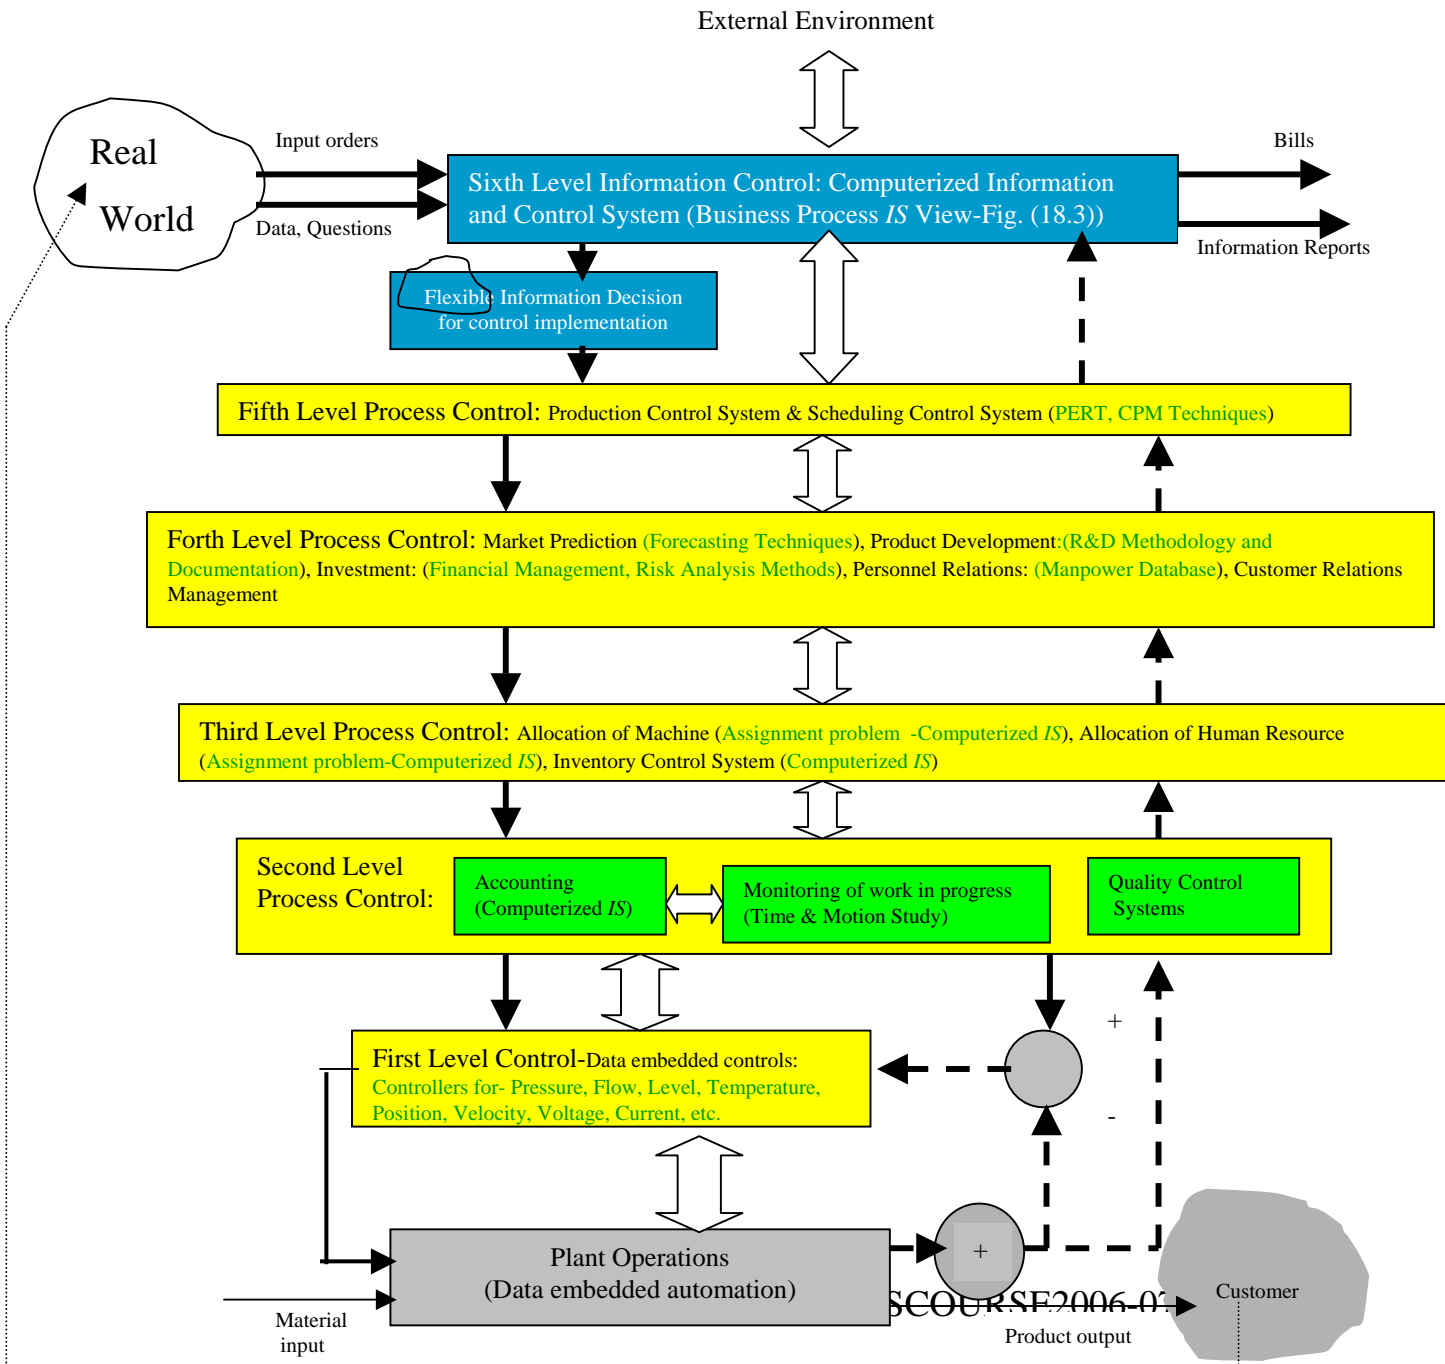 External Environment
Real
World
Input orders
Data, Questions
Sixth Level Information Control: Computerized Information
and Control System (Business Process IS View-Fig. (18.3))
Bills
Information Reports
Flexible Information Decision
for control implementation
Fifth Level Process Control: Production Control System & Scheduling Control System (PERT, CPM Techniques)
Forth Level Process Control: Market Prediction (Forecasting Techniques), Product Development:(R&D Methodology and
Documentation), Investment: (Financial Management, Risk Analysis Methods), Personnel Relations: (Manpower Database), Customer Relations
Management
Third Level Process Control: Allocation of Machine (Assignment problem -Computerized IS), Allocation of Human Resource
(Assignment problem-Computerized IS), Inventory Control System (Computerized IS)
Second Level
Process Control:
Accounting
(Computerized IS)
Monitoring of work in progress
(Time & Motion Study)
Quality Control
Systems
+
First Level Control-Data embedded controls:
Controllers for- Pressure, Flow, Level, Temperature,
Position, Velocity, Voltage, Current, etc.
-
Plant Operations
(Data embedded automation)
+
Customer
Material
input
Product output